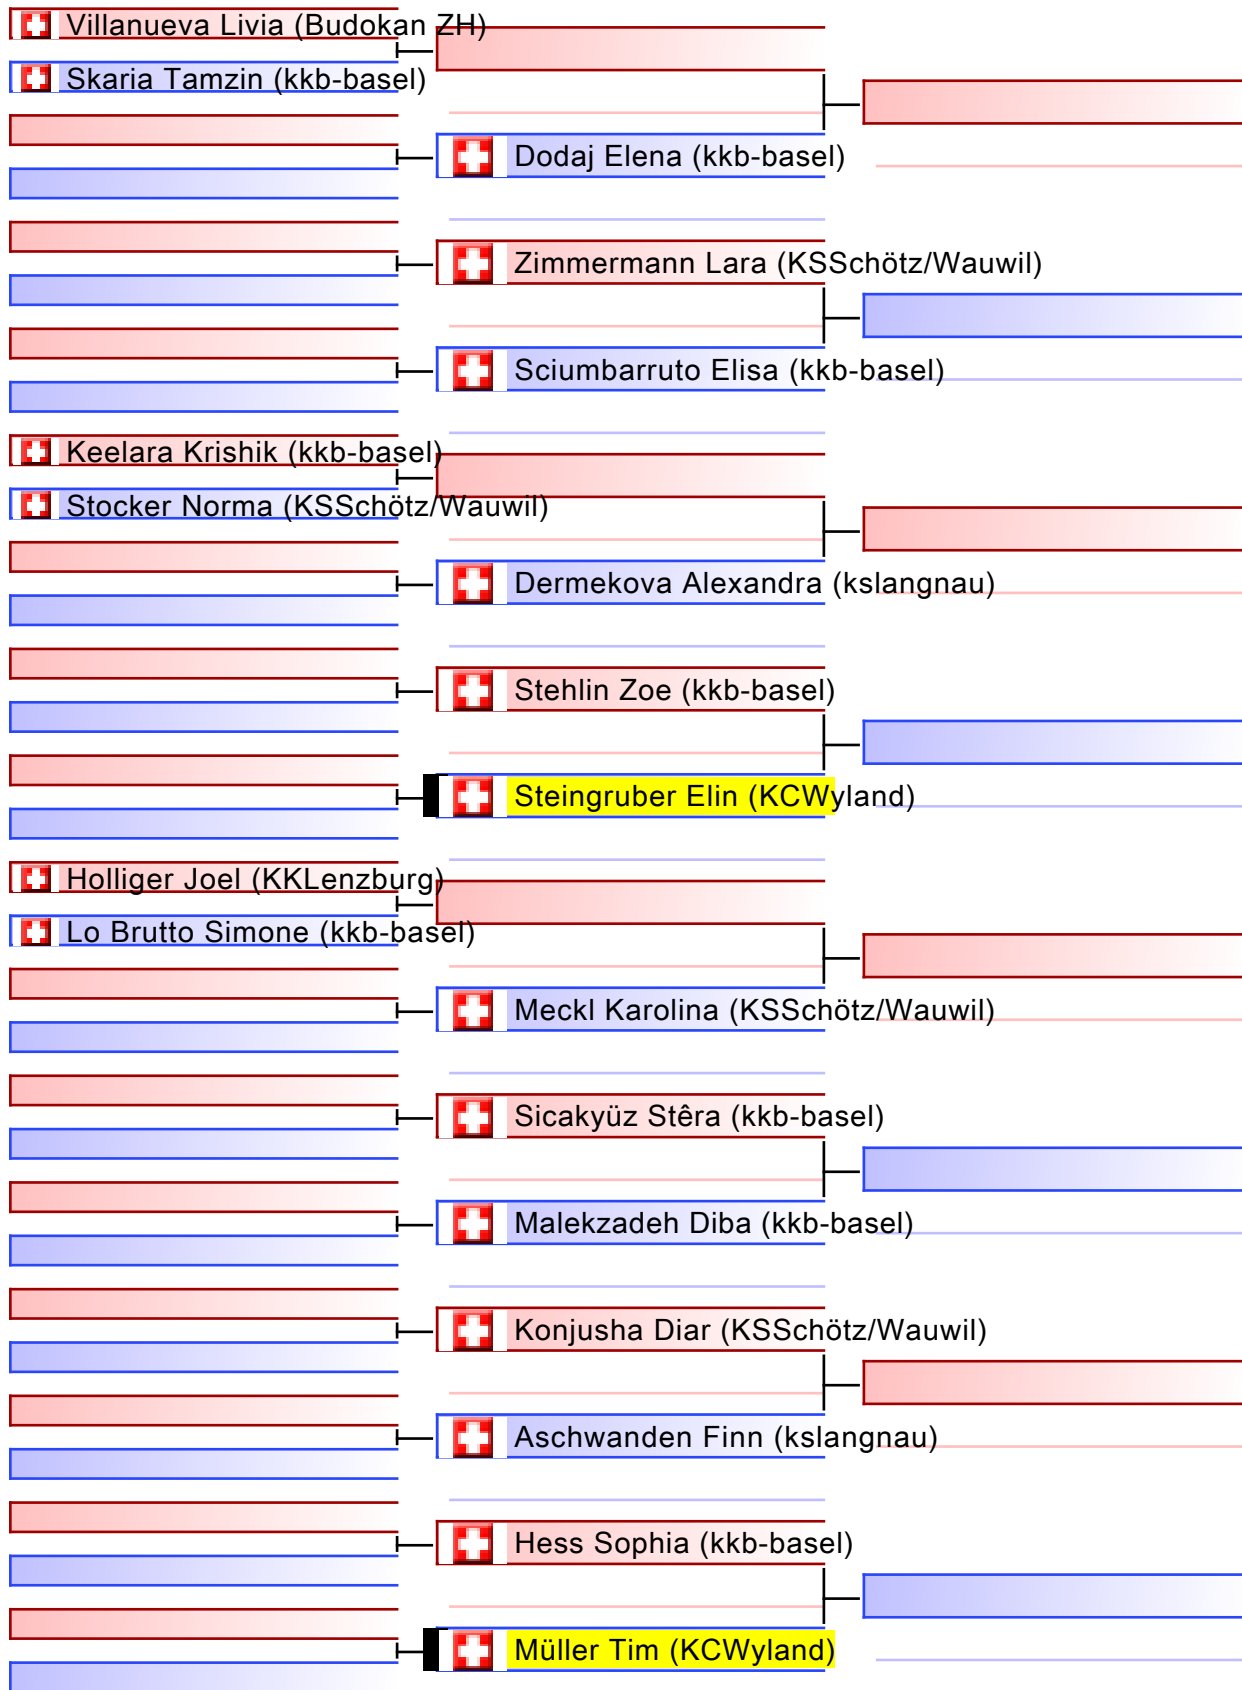 Villanueva Livia (Budokan ZH)
Skaria Tamzin (kkb-basel)
Dodaj Elena (kkb-basel)
Zimmermann Lara (KSSchötz/Wauwil)
Sciumbarruto Elisa (kkb-basel)
Keelara Krishik (kkb-basel)
Stocker Norma (KSSchötz/Wauwil)
Dermekova Alexandra (kslangnau)
Stehlin Zoe (kkb-basel)
Steingruber Elin (KCWyland)
Holliger Joel (KKLenzburg)
Lo Brutto Simone (kkb-basel)
Meckl Karolina (KSSchötz/Wauwil)
Sicakyüz Stêra (kkb-basel)
Malekzadeh Diba (kkb-basel)
Konjusha Diar (KSSchötz/Wauwil)
Aschwanden Finn (kslangnau)
Hess Sophia (kkb-basel)
Müller Tim (KCWyland)